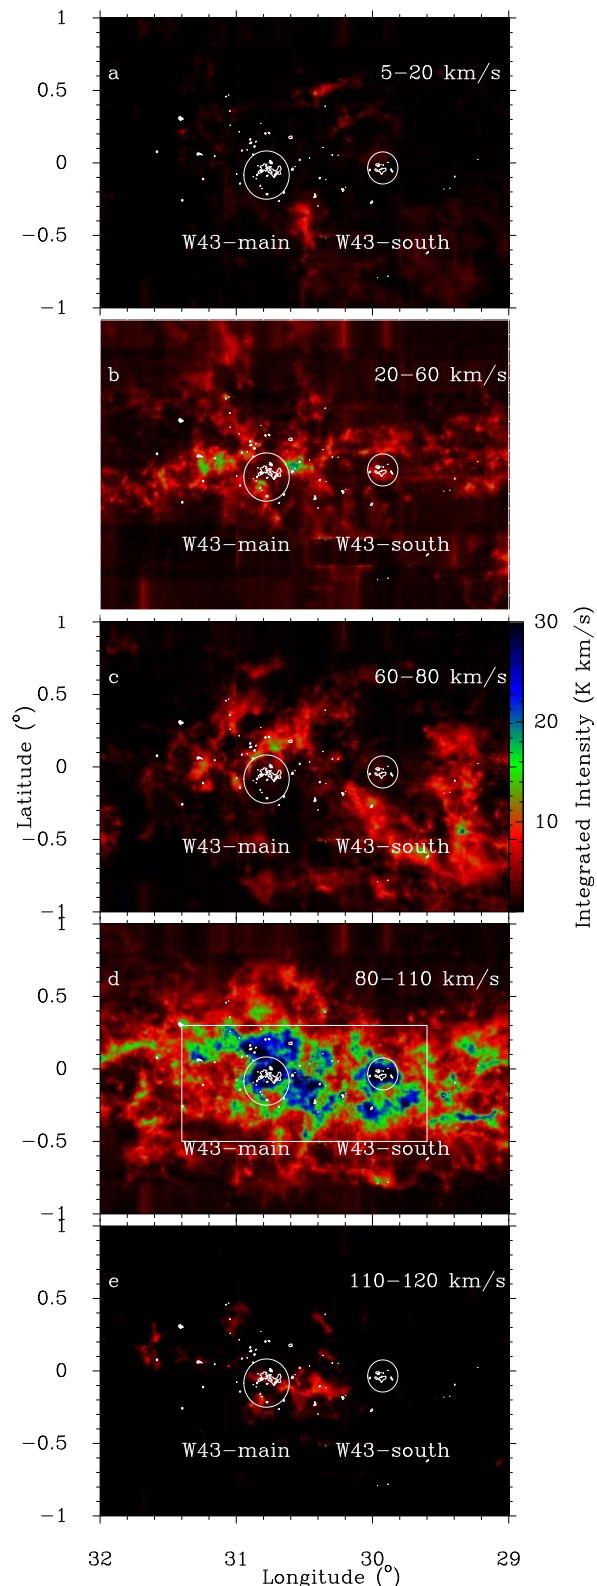 1
a
5−20 km/s
0.5
0
−0.5
W43−main
W43−south
−1
b
20−60 km/s
W43−main
W43−south
1
c
60−80 km/s
0.5
0
−0.5
W43−main
W43−south
−1
Latitude (°)
30
20
10
Integrated Intensity (K km/s)
1
d
80−110 km/s
0.5
0
−0.5
W43−main
W43−south
−1
1
e
110−120 km/s
0.5
0
−0.5
W43−main
W43−south
−1
32
31
30
29
Longitude (°)